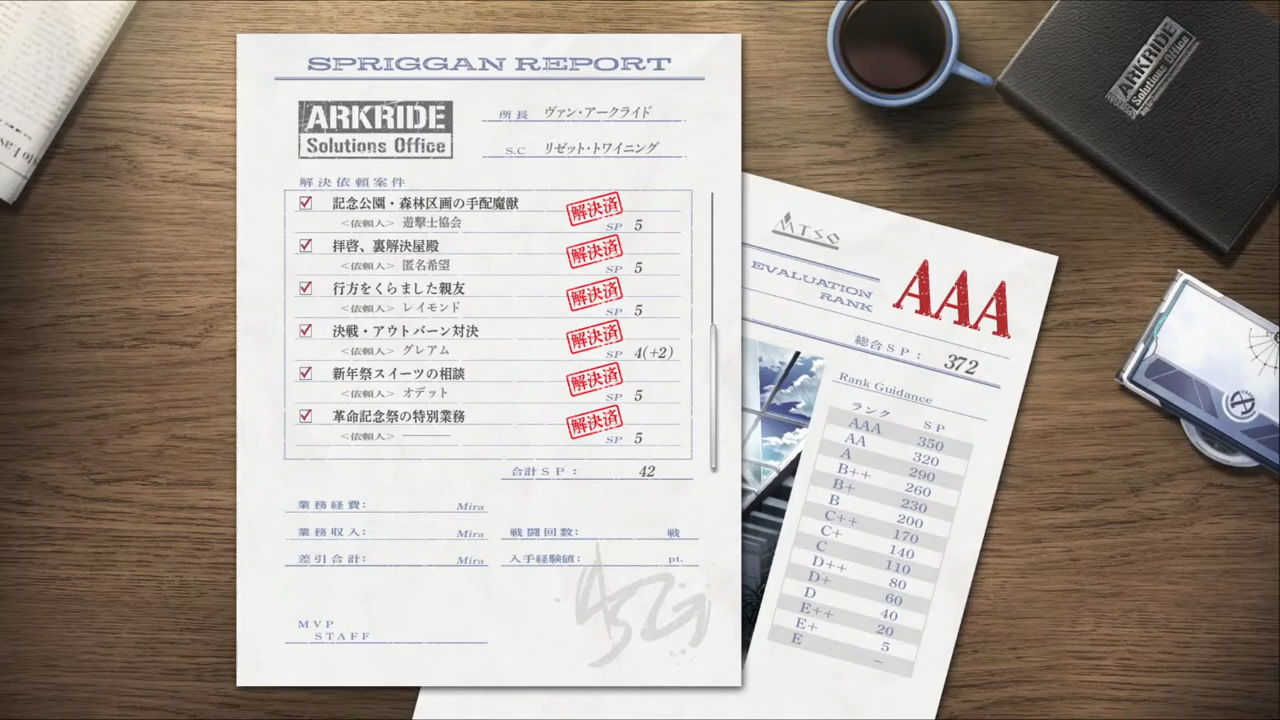 SPRIGGAN REPORT
ARKRIDE
Solutions Office
所長 ヴァン・アークライド
S.C リゼット・トワイニング
解決依頼案件
記念公園・森林区画の手配魔獣
解決済
<依頼人> 遊撃士協会
SP 5
拝啓、裏解決屋殿
解決済
<依頼人> 匿名希望
SP 5
行方をくらました親友
解決済
<依頼人> レイモンド
SP 5
決戦・アウトバーン対決
解決済
<依頼人> グレアム
SP 4(+2)
新年祭スイーツの相談
解決済
<依頼人> オデット
SP 5
革命記念祭の特別業務
解決済
<依頼人> ―――――
SP 5
合計SP: 42
業務経費: Mira
業務収入: Mira
戦闘回数: 戦
差引合計: Mira
入手経験値: pt.
MVP
STAFF
MTSO
EVALUATION
RANK
AAA
総合SP: 372
Rank Guidance
ランク SP
AAA 350
AA 320
A 290
B++ 260
B+ 230
B 200
C++ 170
C+ 140
C 110
D++ 80
D+ 60
D 40
E++ 20
E+ 5
E –
ARKRIDE
Solutions Office